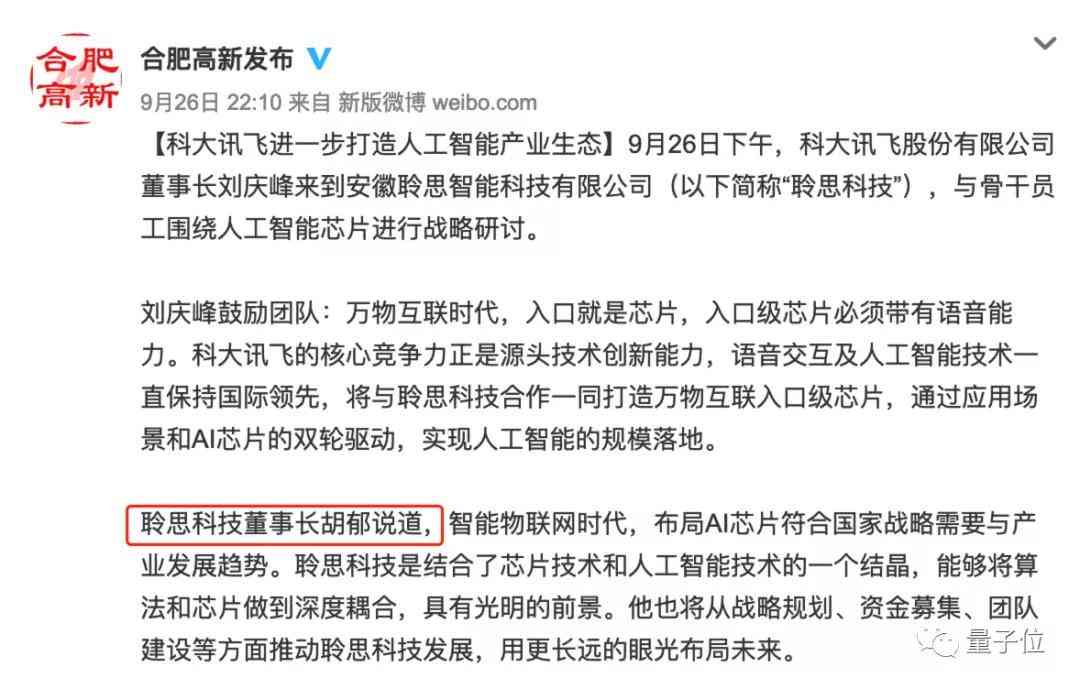 合肥
高新
合肥高新发布
9月26日 22:10 来自 新版微博 weibo.com
【科大讯飞进一步打造人工智能产业生态】9月26日下午，科大讯飞股份有限公司
董事长刘庆峰来到安徽聆思智能科技有限公司（以下简称“聆思科技”），与骨干员
工围绕人工智能芯片进行战略研讨。
刘庆峰鼓励团队：万物互联时代，入口就是芯片，入口级芯片必须带有语音能
力。科大讯飞的核心竞争力正是源头技术创新能力，语音交互及人工智能技术一
直保持国际领先，将与聆思科技合作一同打造万物互联入口级芯片，通过应用场
景和AI芯片的双轮驱动，实现人工智能的规模落地。
聆思科技董事长胡郁说道，智能物联网时代，布局AI芯片符合国家战略需要与产
业发展趋势。聆思科技是结合了芯片技术和人工智能技术的一个结晶，能够将算
法和芯片做到深度耦合，具有光明的前景。他也将从战略规划、资金募集、团队
建设等方面推动聆思科技发展，用更长远的眼光布局未来。
量子位